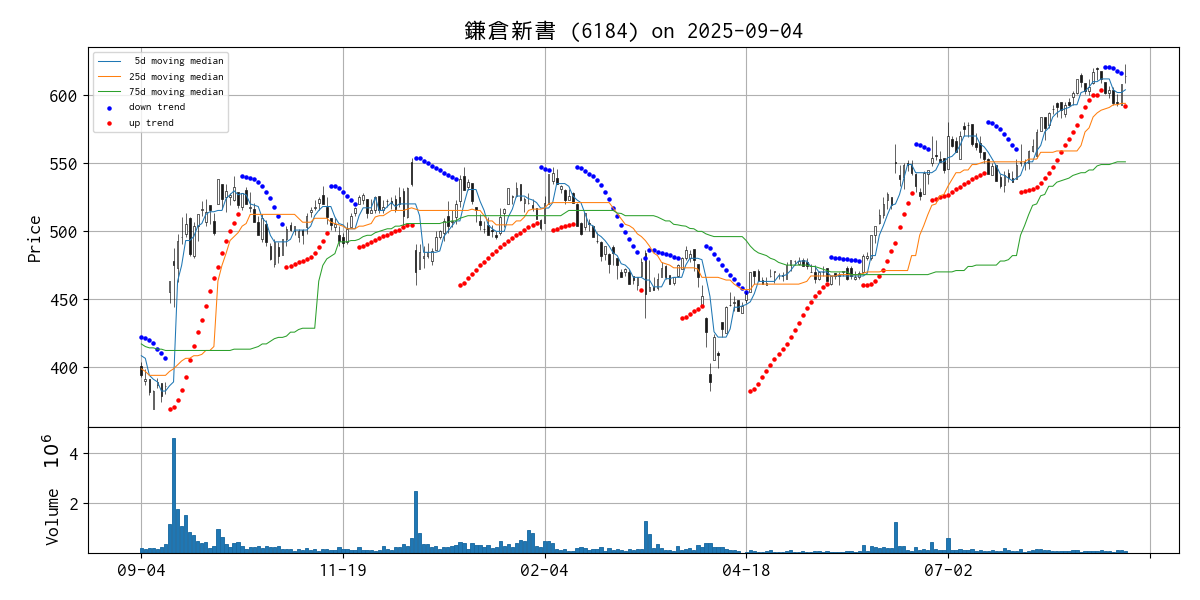 鎌倉新書 (6184) on 2025-09-04
5d moving median
25d moving median
75d moving median
down trend
up trend
600
550
500
450
400
Price
4
2
Volume 10^6
09-04
11-19
02-04
04-18
07-02